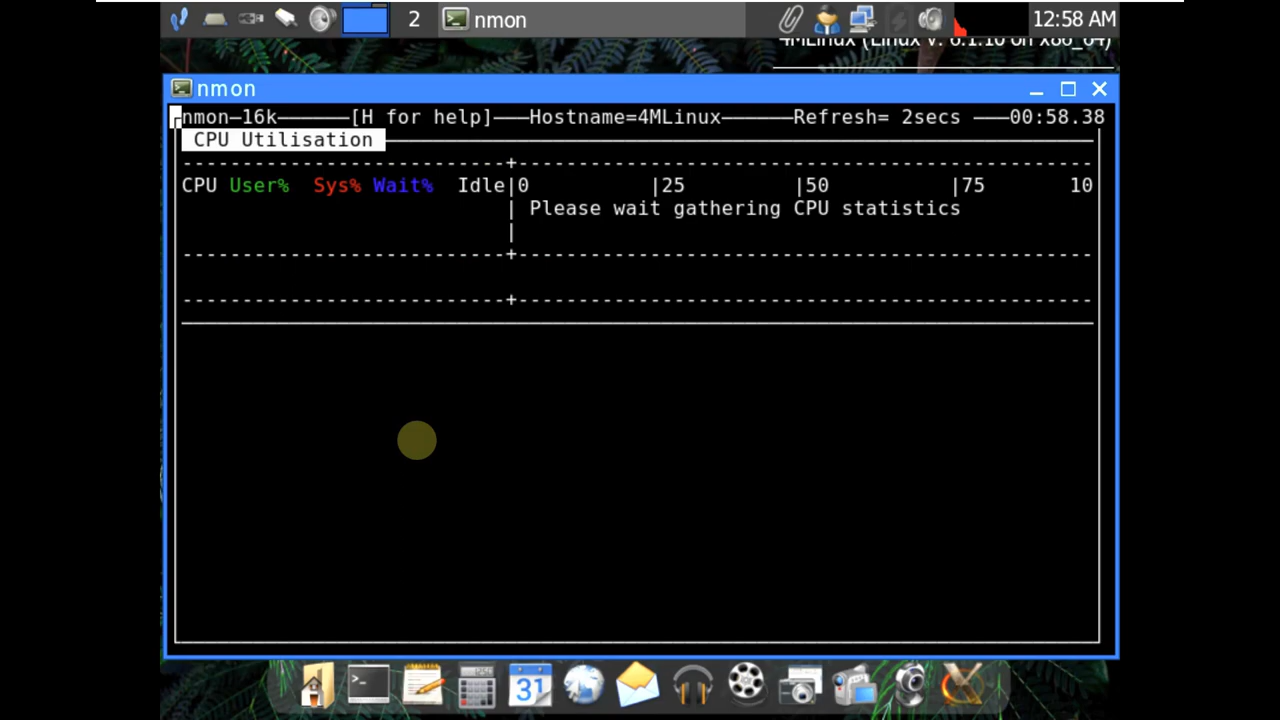 2 nmon 12:58 AM
4MLinux (Linux v. 6.1.10 on x86_64)
nmon
nmon─16k──────[H for help]───Hostname=4MLinux──────Refresh= 2secs ───00:58.38
CPU Utilisation
CPU User% Sys% Wait% Idle|0 |25 |50 |75 10
| Please wait gathering CPU statistics
31